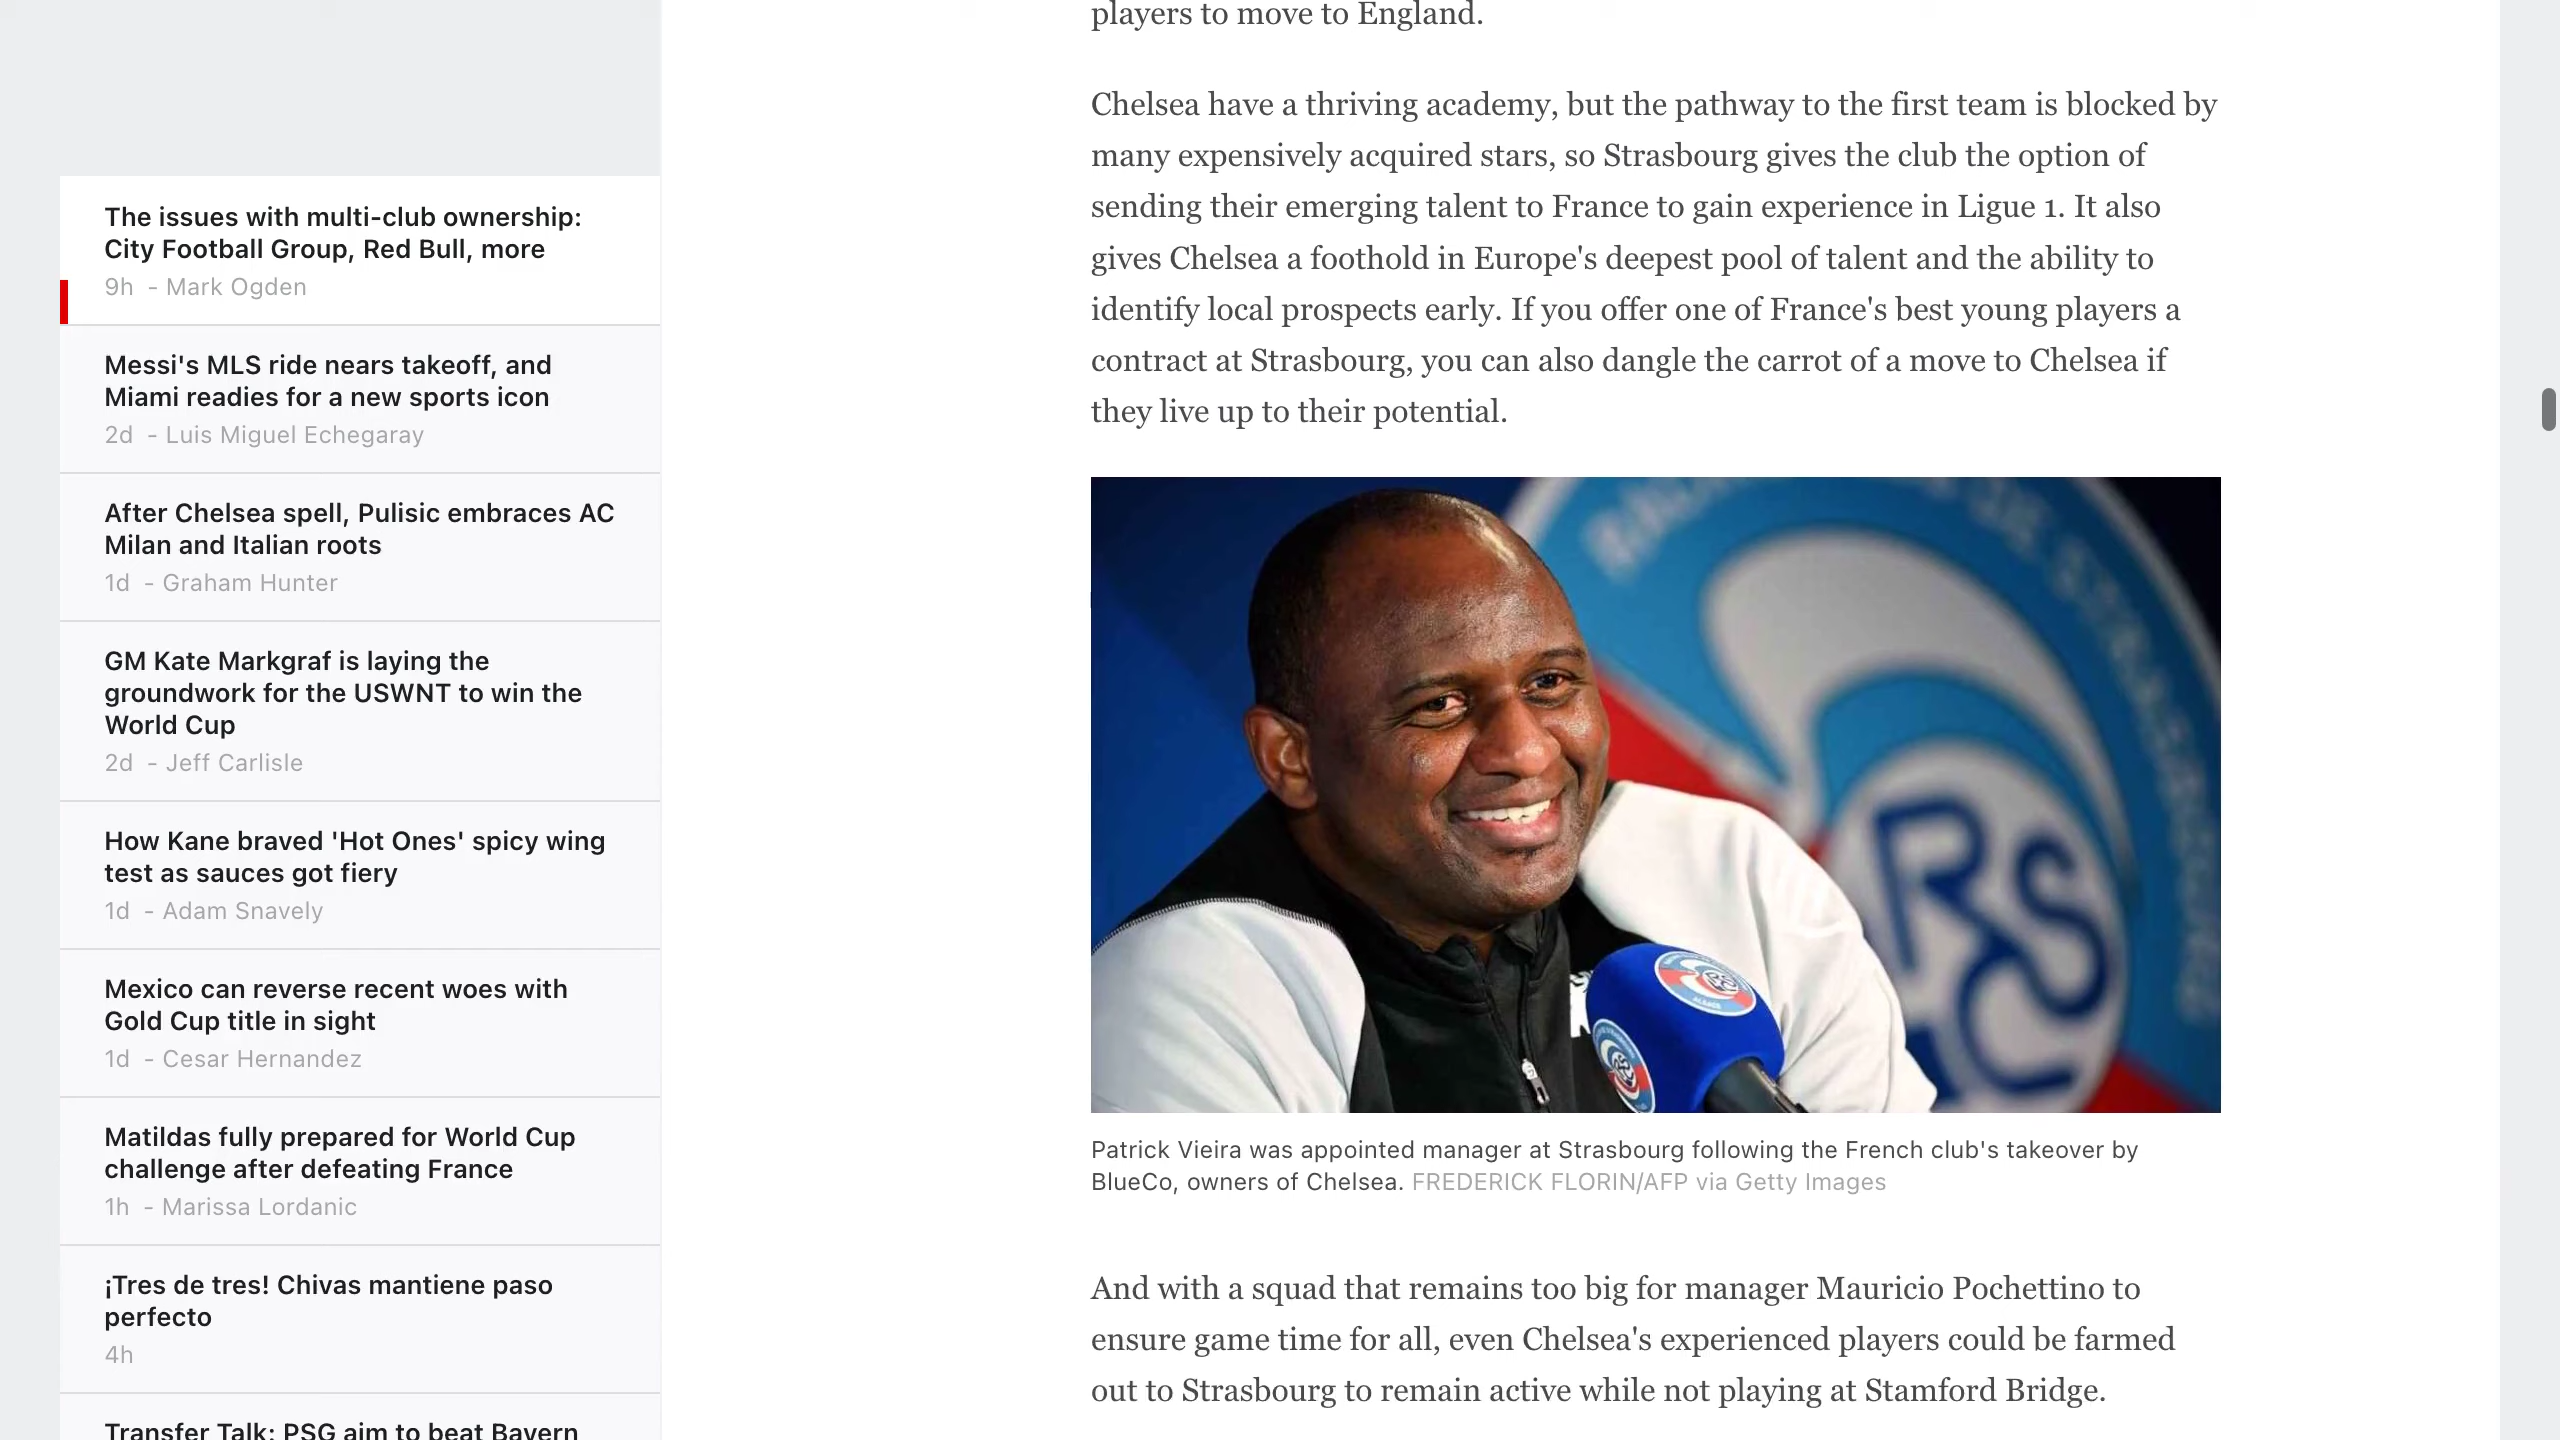 The issues with multi-club ownership:
City Football Group, Red Bull, more
9h - Mark Ogden
Messi's MLS ride nears takeoff, and
Miami readies for a new sports icon
2d - Luis Miguel Echegaray
After Chelsea spell, Pulisic embraces AC
Milan and Italian roots
1d - Graham Hunter
GM Kate Markgraf is laying the
groundwork for the USWNT to win the
World Cup
2d - Jeff Carlisle
How Kane braved 'Hot Ones' spicy wing
test as sauces got fiery
1d - Adam Snavely
Mexico can reverse recent woes with
Gold Cup title in sight
1d - Cesar Hernandez
Matildas fully prepared for World Cup
challenge after defeating France
1h - Marissa Lordanic
¡Tres de tres! Chivas mantiene paso
perfecto
4h
Transfer Talk: PSG aim to beat Bayern
players to move to England.
Chelsea have a thriving academy, but the pathway to the first team is blocked by
many expensively acquired stars, so Strasbourg gives the club the option of
sending their emerging talent to France to gain experience in Ligue 1. It also
gives Chelsea a foothold in Europe's deepest pool of talent and the ability to
identify local prospects early. If you offer one of France's best young players a
contract at Strasbourg, you can also dangle the carrot of a move to Chelsea if
they live up to their potential.
RSC
Patrick Vieira was appointed manager at Strasbourg following the French club's takeover by
BlueCo, owners of Chelsea. FREDERICK FLORIN/AFP via Getty Images
And with a squad that remains too big for manager Mauricio Pochettino to
ensure game time for all, even Chelsea's experienced players could be farmed
out to Strasbourg to remain active while not playing at Stamford Bridge.